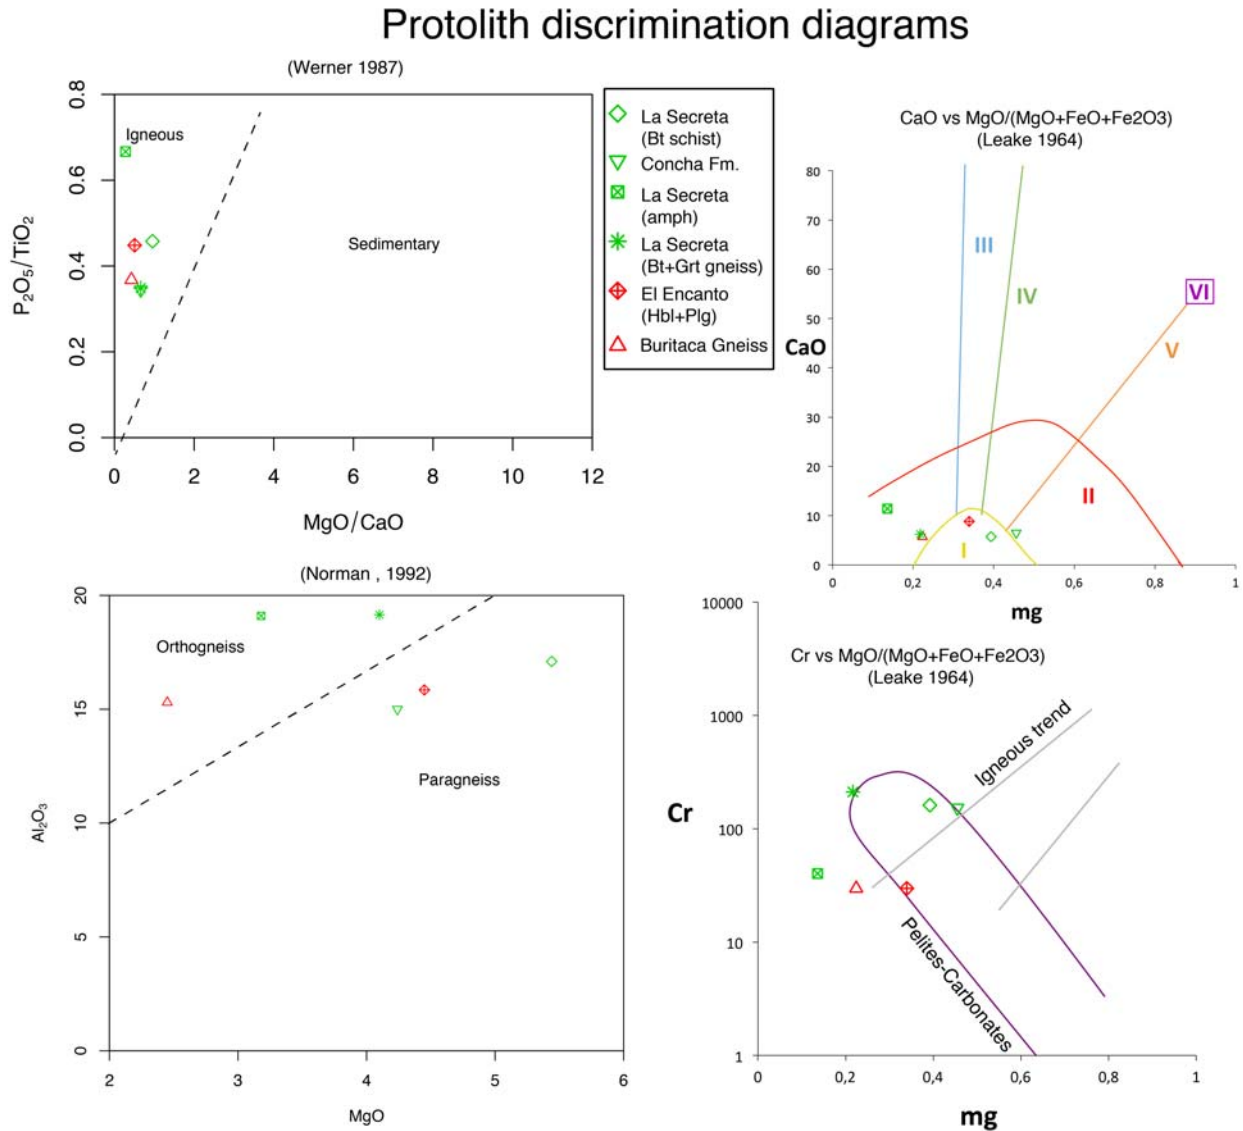 Protolith discrimination diagrams
(Werner 1987)
0.8
0.6
0.4
0.2
0.0
P2O5/TiO2
Igneous
Sedimentary
0
2
4
6
8
10
12
MgO/CaO
La Secreta
(Bt schist)
Concha Fm.
La Secreta
(amph)
La Secreta
(Bt+Grt gneiss)
El Encanto
(Hbl+Plg)
Buritaca Gneiss
CaO vs MgO/(MgO+FeO+Fe2O3)
(Leake 1964)
80
70
60
50
40
30
20
10
0
CaO
III
IV
VI
V
II
I
0
0,2
0,4
0,6
0,8
1
mg
(Norman , 1992)
20
15
10
5
0
Al2O3
Orthogneiss
Paragneiss
2
3
4
5
6
MgO
10000
1000
100
10
1
Cr
Cr vs MgO/(MgO+FeO+Fe2O3)
(Leake 1964)
Igneous trend
Pelites-Carbonates
0
0,2
0,4
0,6
0,8
1
mg